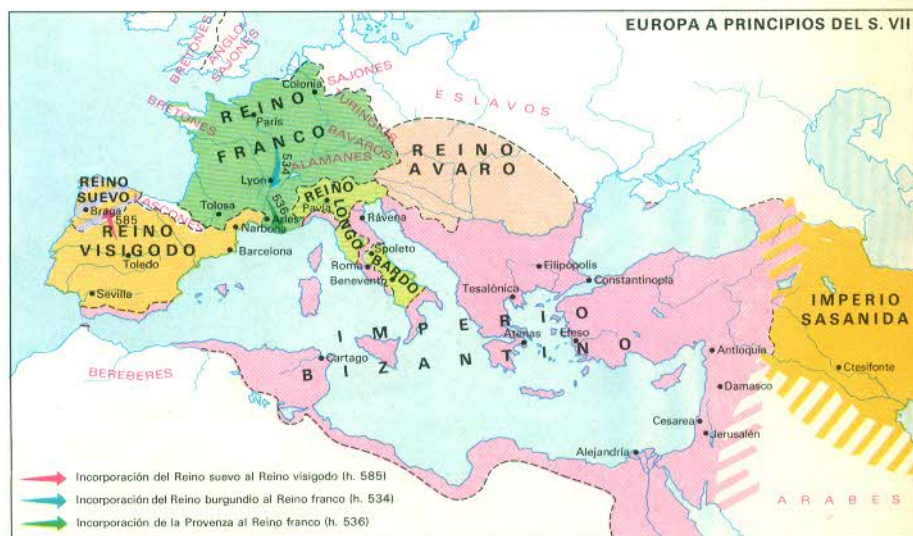 EUROPA A PRINCIPIOS DEL S. VII
BRETONES
ANGLO
SAJONES
SAJONES
Colonia
ESLAVOS
REINO
FRANCO
París
TURINGIOS
BRETONES
BAVAROS
ALAMANES
534
Lyon
REINO
AVARO
REINO
SUEVO
Braga
585
VASCONES
Tolosa
536
Arles
REINO
LONGO
BARDO
Pavía
Rávena
REINO
VISIGODO
Toledo
Narbona
Barcelona
Sevilla
Spoleto
Roma
Benevento
Filipópolis
Tesalónica
Constantinopla
IMPERIO
BIZANTINO
Atenas
Efeso
IMPERIO
SASANIDA
Ctesifonte
Antioquía
Damasco
Cesarea
Jerusalén
Alejandría
Cartago
BEREBERES
ARABES
Incorporación del Reino suevo al Reino visigodo (h. 585)
Incorporación del Reino burgundio al Reino franco (h. 534)
Incorporación de la Provenza al Reino franco (h. 536)